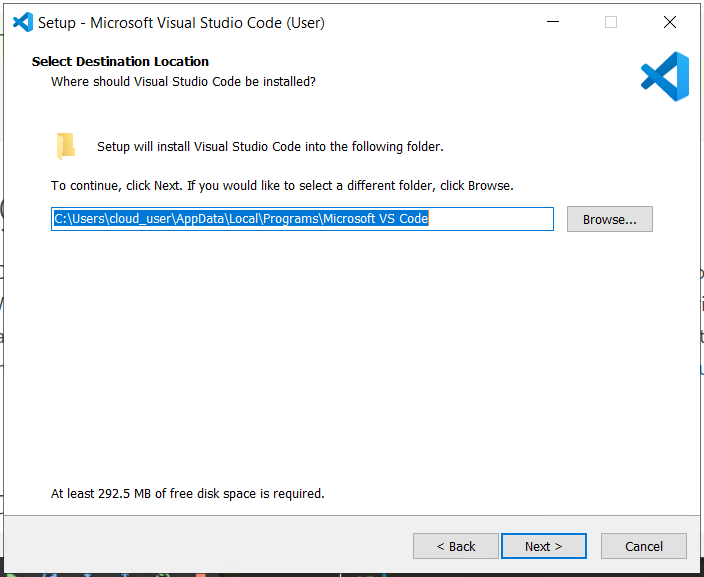 Setup - Microsoft Visual Studio Code (User)
Select Destination Location
Where should Visual Studio Code be installed?
Setup will install Visual Studio Code into the following folder.
To continue, click Next. If you would like to select a different folder, click Browse.
C:\Users\cloud_user\AppData\Local\Programs\Microsoft VS Code
Browse...
At least 292.5 MB of free disk space is required.
< Back
Next >
Cancel